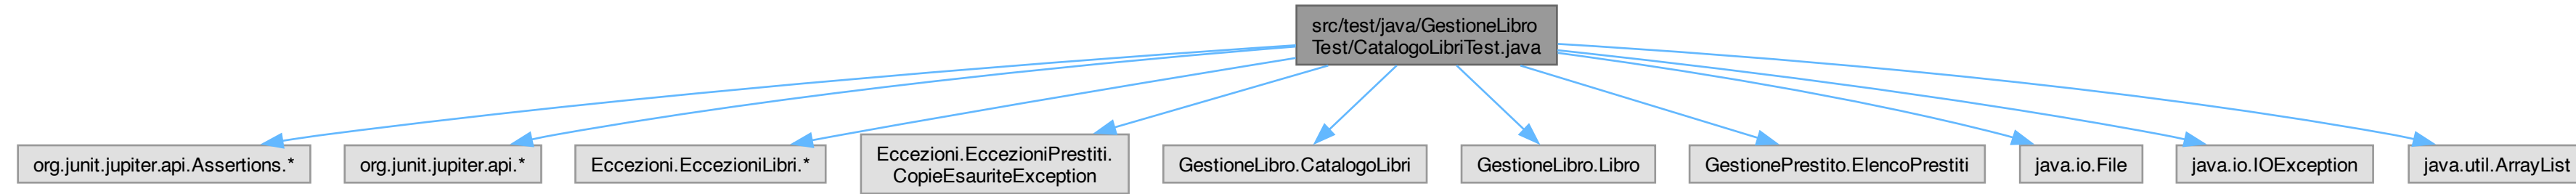 src/test/java/GestioneLibro
Test/CatalogoLibriTest.java
org.junit.jupiter.api.Assertions.*
org.junit.jupiter.api.*
Eccezioni.EccezioniLibri.*
Eccezioni.EccezioniPrestiti.
CopieEsauriteException
GestioneLibro.CatalogoLibri
GestioneLibro.Libro
GestionePrestito.ElencoPrestiti
java.io.File
java.io.IOException
java.util.ArrayList